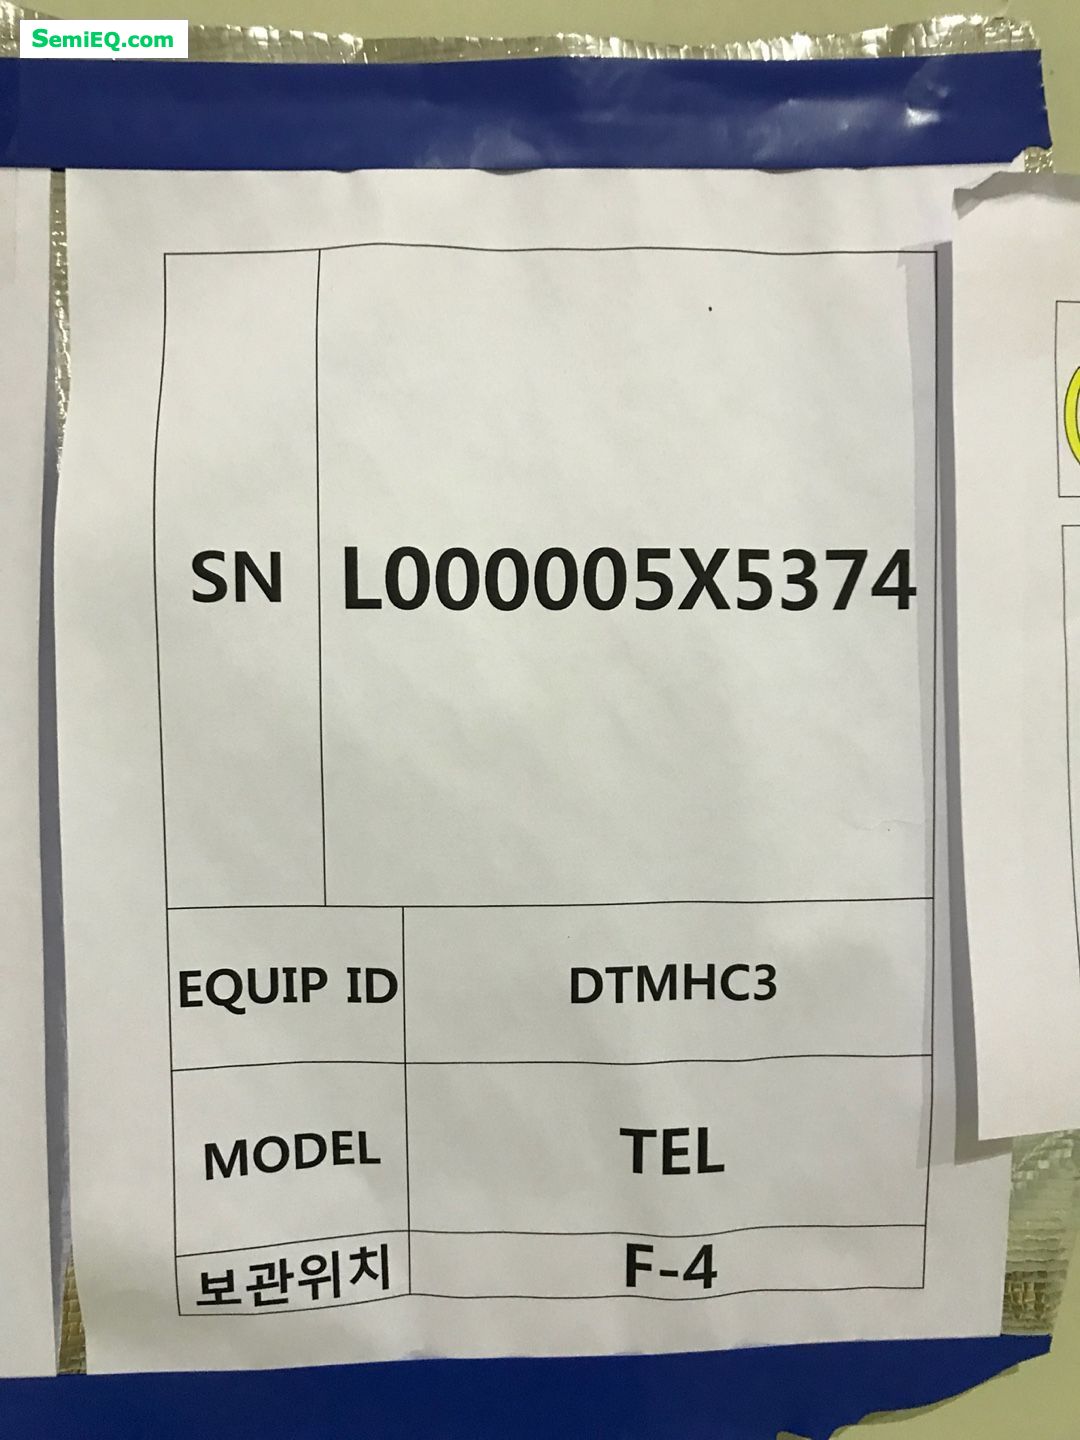 SemiEQ.com
SN L000005X5374
EQUIP ID DTMHC3
MODEL TEL
보관위치 F-4